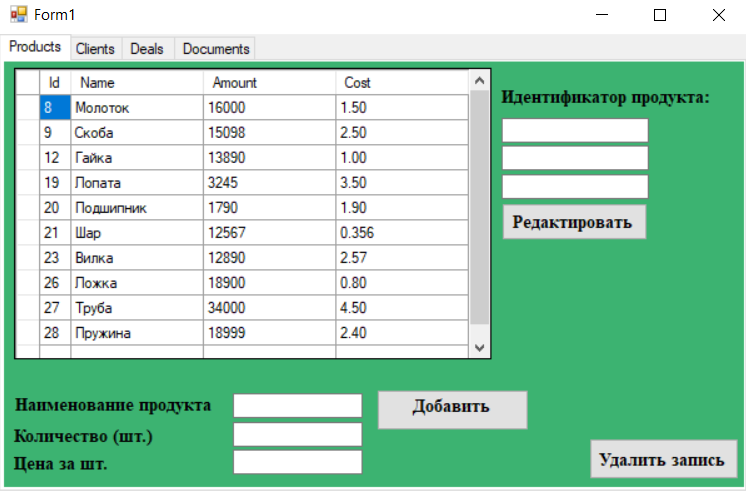 Form1
Products Clients Deals Documents
Id Name Amount Cost
8 Молоток 16000 1.50
9 Скоба 15098 2.50
12 Гайка 13890 1.00
19 Лопата 3245 3.50
20 Подшипник 1790 1.90
21 Шар 12567 0.356
23 Вилка 12890 2.57
26 Ложка 18900 0.80
27 Труба 34000 4.50
28 Пружина 18999 2.40
Идентификатор продукта:
Редактировать
Наименование продукта
Количество (шт.)
Цена за шт.
Добавить
Удалить запись